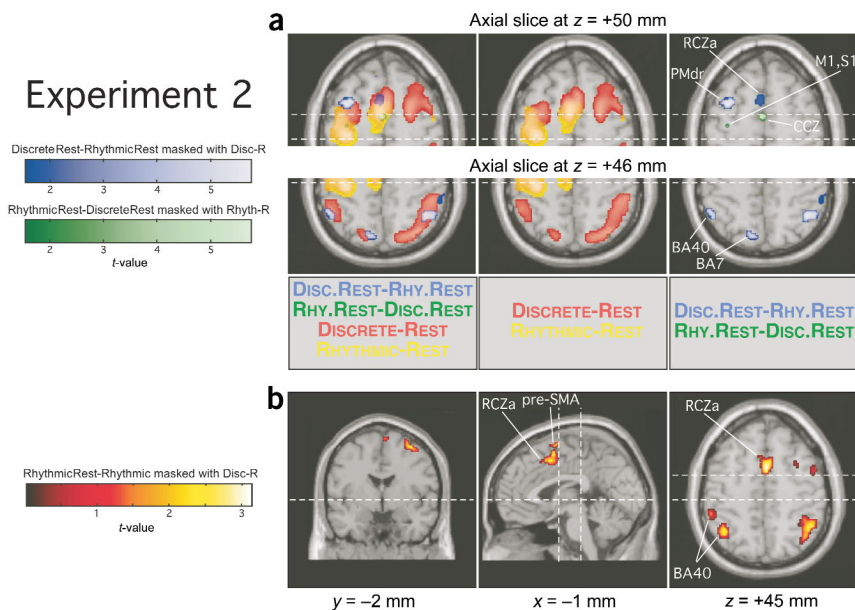 Experiment 2
DiscreteRest-RhythmicRest masked with Disc-R
2 3 4 5
RhythmicRest-DiscreteRest masked with Rhyth-R
2 3 4 5
t-value
a
Axial slice at z = +50 mm
RCZa
M1,S1
PMdr
CCZ
Axial slice at z = +46 mm
BA40
BA7
DISC.REST-RHY.REST
RHY.REST-DISC.REST
DISCRETE-REST
RHYTHMIC-REST
DISCRETE-REST
RHYTHMIC-REST
DISC.REST-RHY.REST
RHY.REST-DISC.REST
b
RhythmicRest-Rhythmic masked with Disc-R
1 2 3
t-value
pre-SMA
RCZa
RCZa
BA40
y = –2 mm
x = –1 mm
z = +45 mm